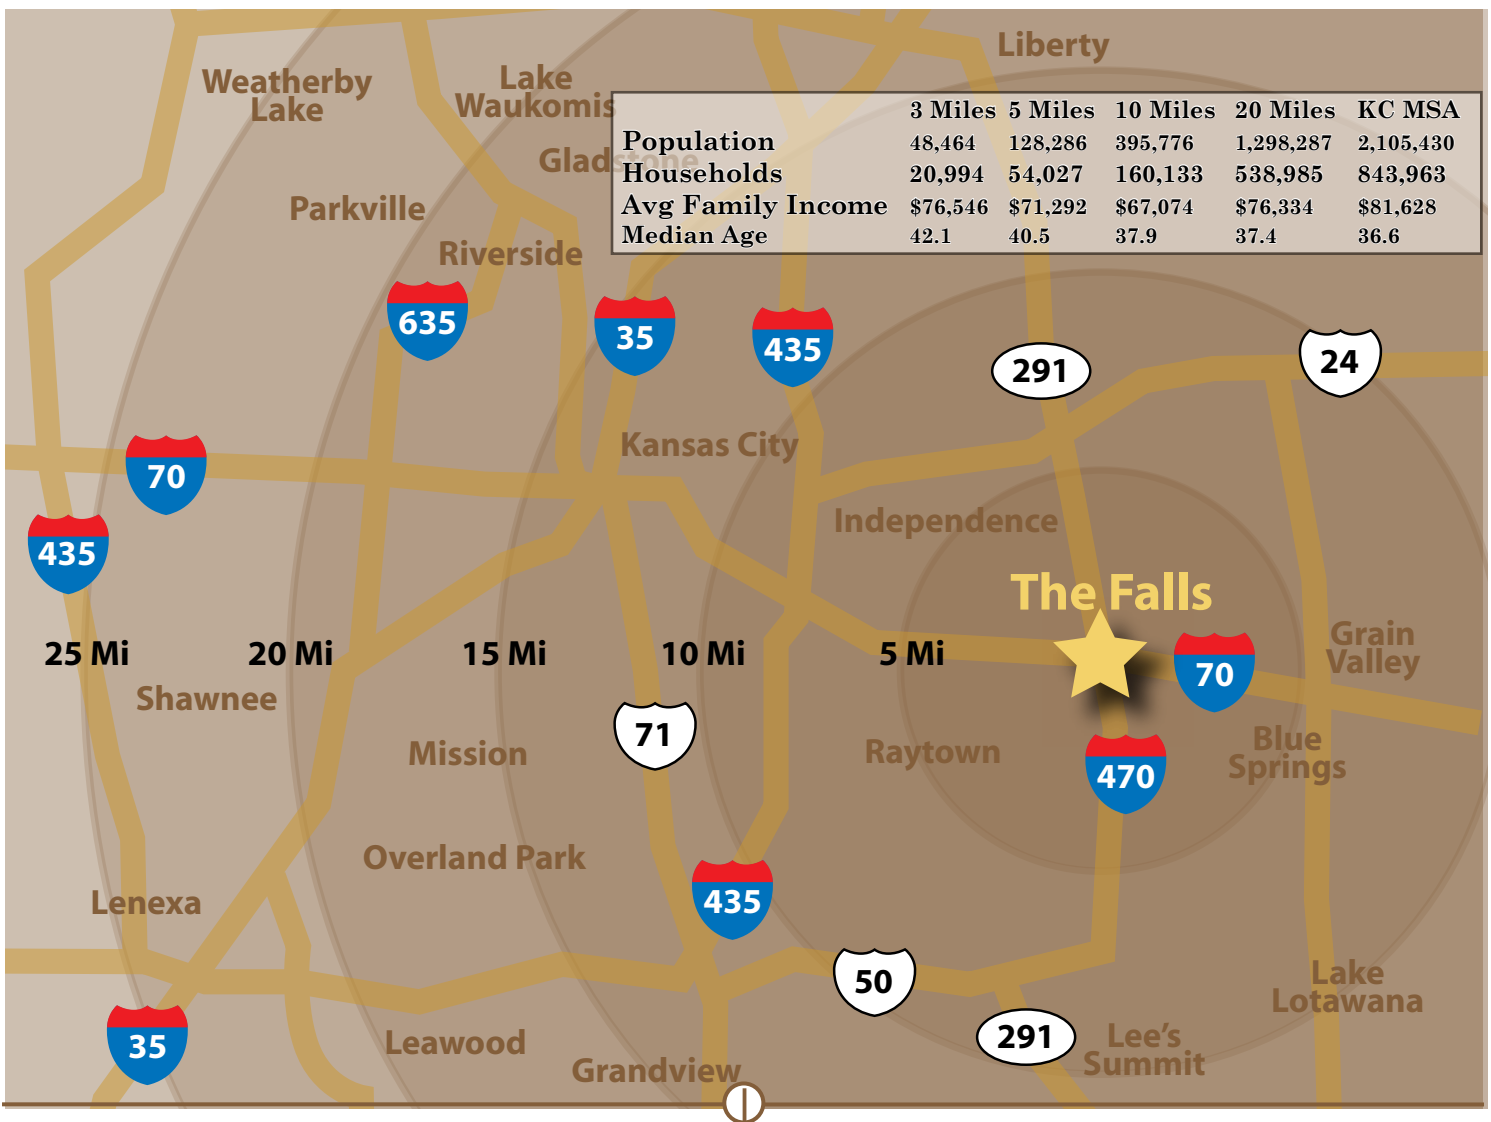 Liberty
Weatherby
Lake
Lake
Waukomis
3 Miles 5 Miles 10 Miles 20 Miles KC MSA
Population 48,464 128,286 395,776 1,298,287 2,105,430
Gladstone
Households 20,994 54,027 160,133 538,985 843,963
Avg Family Income $76,546 $71,292 $67,074 $76,334 $81,628
Median Age 42.1 40.5 37.9 37.4 36.6
Parkville
Riverside
635
35
435
291
24
Kansas City
70
Independence
435
The Falls
25 Mi 20 Mi 15 Mi 10 Mi 5 Mi
Grain
Valley
70
Shawnee
71
Mission
Raytown
Blue
Springs
470
Overland Park
Lenexa
435
50
Lake
Lotawana
35
Leawood
291
Lee's
Summit
Grandview